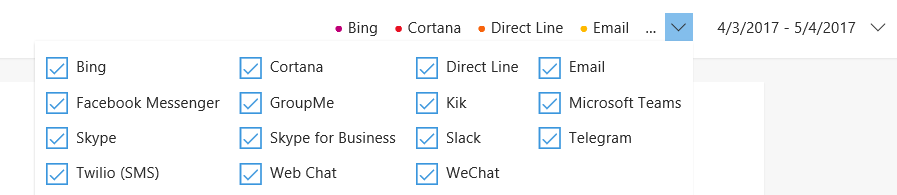 Bing Cortana Direct Line Email ... 4/3/2017 - 5/4/2017
Bing Cortana Direct Line Email
Facebook Messenger GroupMe Kik Microsoft Teams
Skype Skype for Business Slack Telegram
Twilio (SMS) Web Chat WeChat